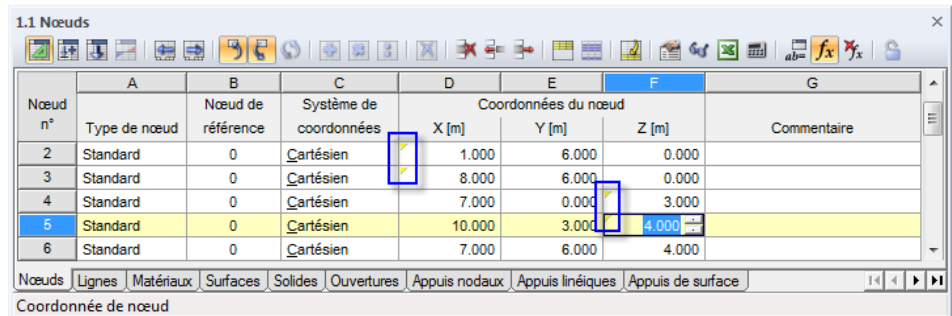 1.1 Nœuds
A B C D E F G
Nœud n° Nœud de référence Système de coordonnées Coordonnées du nœud
Type de nœud X [m] Y [m] Z [m] Commentaire
2 Standard 0 Cartésien 1.000 6.000 0.000
3 Standard 0 Cartésien 8.000 6.000 0.000
4 Standard 0 Cartésien 7.000 0.000 3.000
5 Standard 0 Cartésien 10.000 3.000 4.000
6 Standard 0 Cartésien 7.000 6.000 4.000
Nœuds Lignes Matériaux Surfaces Solides Ouvertures Appuis nodaux Appuis linéiques Appuis de surface
Coordonnée de nœud